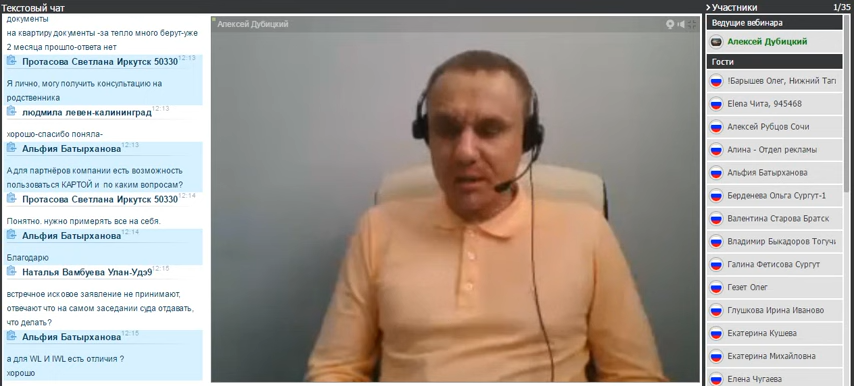 Текстовый чат
документы
на квартиру документы -за тепло много берут-уже
2 месяца прошло-ответа нет
Протасова Светлана Иркутск 50330 12:13
Я лично, могу получить консультацию на
родственника
людмила левен-калининград 12:13
хорошо-спасибо поняла-
Альфия Батырханова 12:13
А для партнёров компании есть возможность
пользоваться КАРТОЙ и по каким вопросам?
Протасова Светлана Иркутск 50330 12:14
Понятно. нужно примерять все на себя.
Альфия Батырханова 12:14
Благодарю
Наталья Вамбуева Улан-Удэ9 12:15
встречное исковое заявление не принимают,
отвечают что на самом заседании суда отдавать,
что делать?
Альфия Батырханова 12:15
а для WL И IWL есть отличия ?
хорошо
Алексей Дубицкий
Участники 1/35
Ведущие вебинара
Алексей Дубицкий
Гости
!Барышев Олег, Нижний Таг
Elena Чита, 945468
Алексей Рубцов Сочи
Алина - Отдел рекламы
Альфия Батырханова
Берденева Ольга Сургут-1
Валентина Старова Братск
Владимир Быкадоров Тогучи
Галина Фетисова Сургут
Гезет Олег
Глушкова Ирина Иваново
Екатерина Кушева
Екатерина Михайловна
Елена Чугаева